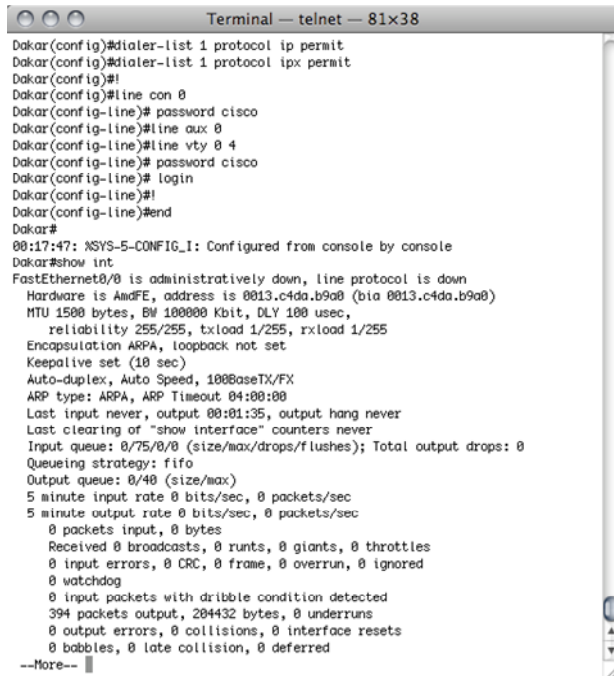 Terminal — telnet — 81×38
Dakar(config)#dialer-list 1 protocol ip permit
Dakar(config)#dialer-list 1 protocol ipx permit
Dakar(config)#!
Dakar(config)#line con 0
Dakar(config-line)# password cisco
Dakar(config-line)#line aux 0
Dakar(config-line)#line vty 0 4
Dakar(config-line)# password cisco
Dakar(config-line)# login
Dakar(config-line)#!
Dakar(config-line)#end
Dakar#
00:17:47: %SYS-5-CONFIG_I: Configured from console by console
Dakar#show int
FastEthernet0/0 is administratively down, line protocol is down
  Hardware is AmdFE, address is 0013.c4da.b9a0 (bia 0013.c4da.b9a0)
  MTU 1500 bytes, BW 100000 Kbit, DLY 100 usec,
     reliability 255/255, txload 1/255, rxload 1/255
  Encapsulation ARPA, loopback not set
  Keepalive set (10 sec)
  Auto-duplex, Auto Speed, 100BaseTX/FX
  ARP type: ARPA, ARP Timeout 04:00:00
  Last input never, output 00:01:35, output hang never
  Last clearing of "show interface" counters never
  Input queue: 0/75/0/0 (size/max/drops/flushes); Total output drops: 0
  Queueing strategy: fifo
  Output queue: 0/40 (size/max)
  5 minute input rate 0 bits/sec, 0 packets/sec
  5 minute output rate 0 bits/sec, 0 packets/sec
     0 packets input, 0 bytes
     Received 0 broadcasts, 0 runts, 0 giants, 0 throttles
     0 input errors, 0 CRC, 0 frame, 0 overrun, 0 ignored
     0 watchdog
     0 input packets with dribble condition detected
     394 packets output, 204432 bytes, 0 underruns
     0 output errors, 0 collisions, 0 interface resets
     0 babbles, 0 late collision, 0 deferred
 --More--